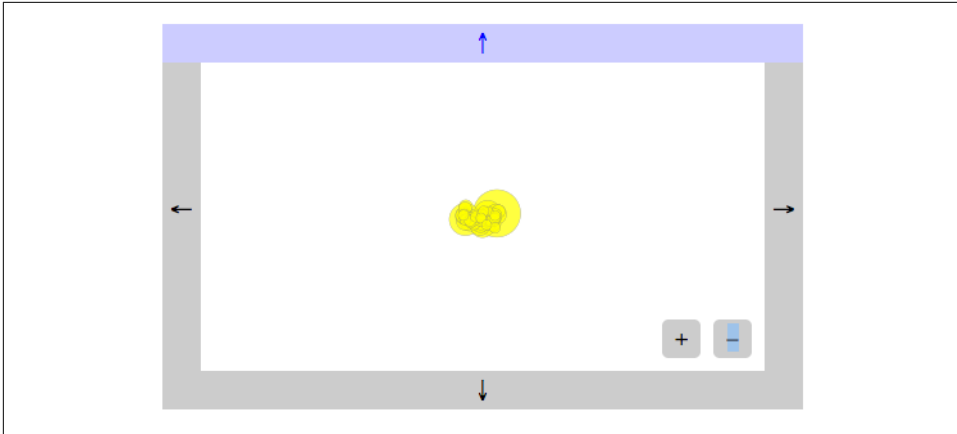 ↑
← →
+ −
↓